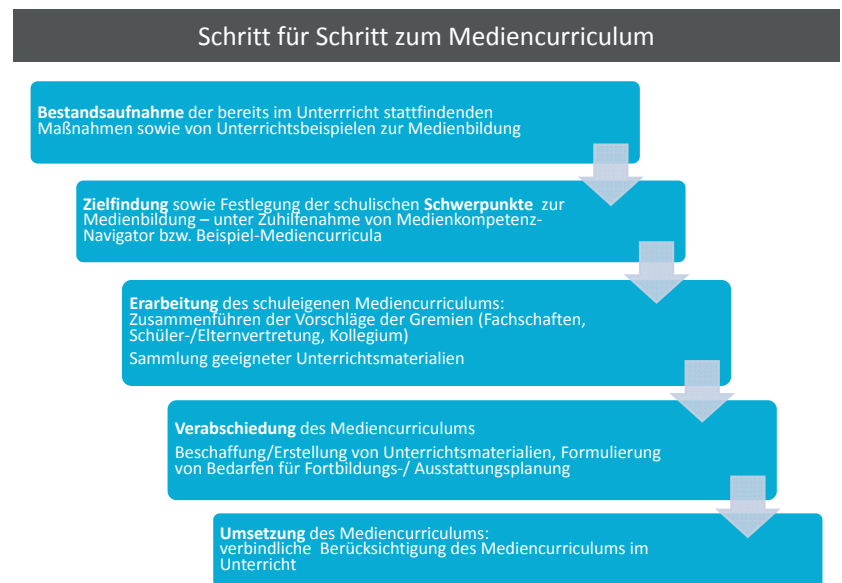 Schritt für Schritt zum Mediencurriculum
Bestandsaufnahme der bereits im Unterrricht stattfindenden
Maßnahmen sowie von Unterrichtsbeispielen zur Medienbildung
Zielfindung sowie Festlegung der schulischen Schwerpunkte zur
Medienbildung – unter Zuhilfenahme von Medienkompetenz-
Navigator bzw. Beispiel-Mediencurricula
Erarbeitung des schuleigenen Mediencurriculums:
Zusammenführen der Vorschläge der Gremien (Fachschaften,
Schüler-/Elternvertretung, Kollegium)
Sammlung geeigneter Unterrichtsmaterialien
Verabschiedung des Mediencurriculums
Beschaffung/Erstellung von Unterrichtsmaterialien, Formulierung
von Bedarfen für Fortbildungs-/ Ausstattungsplanung
Umsetzung des Mediencurriculums:
verbindliche Berücksichtigung des Mediencurriculums im
Unterricht